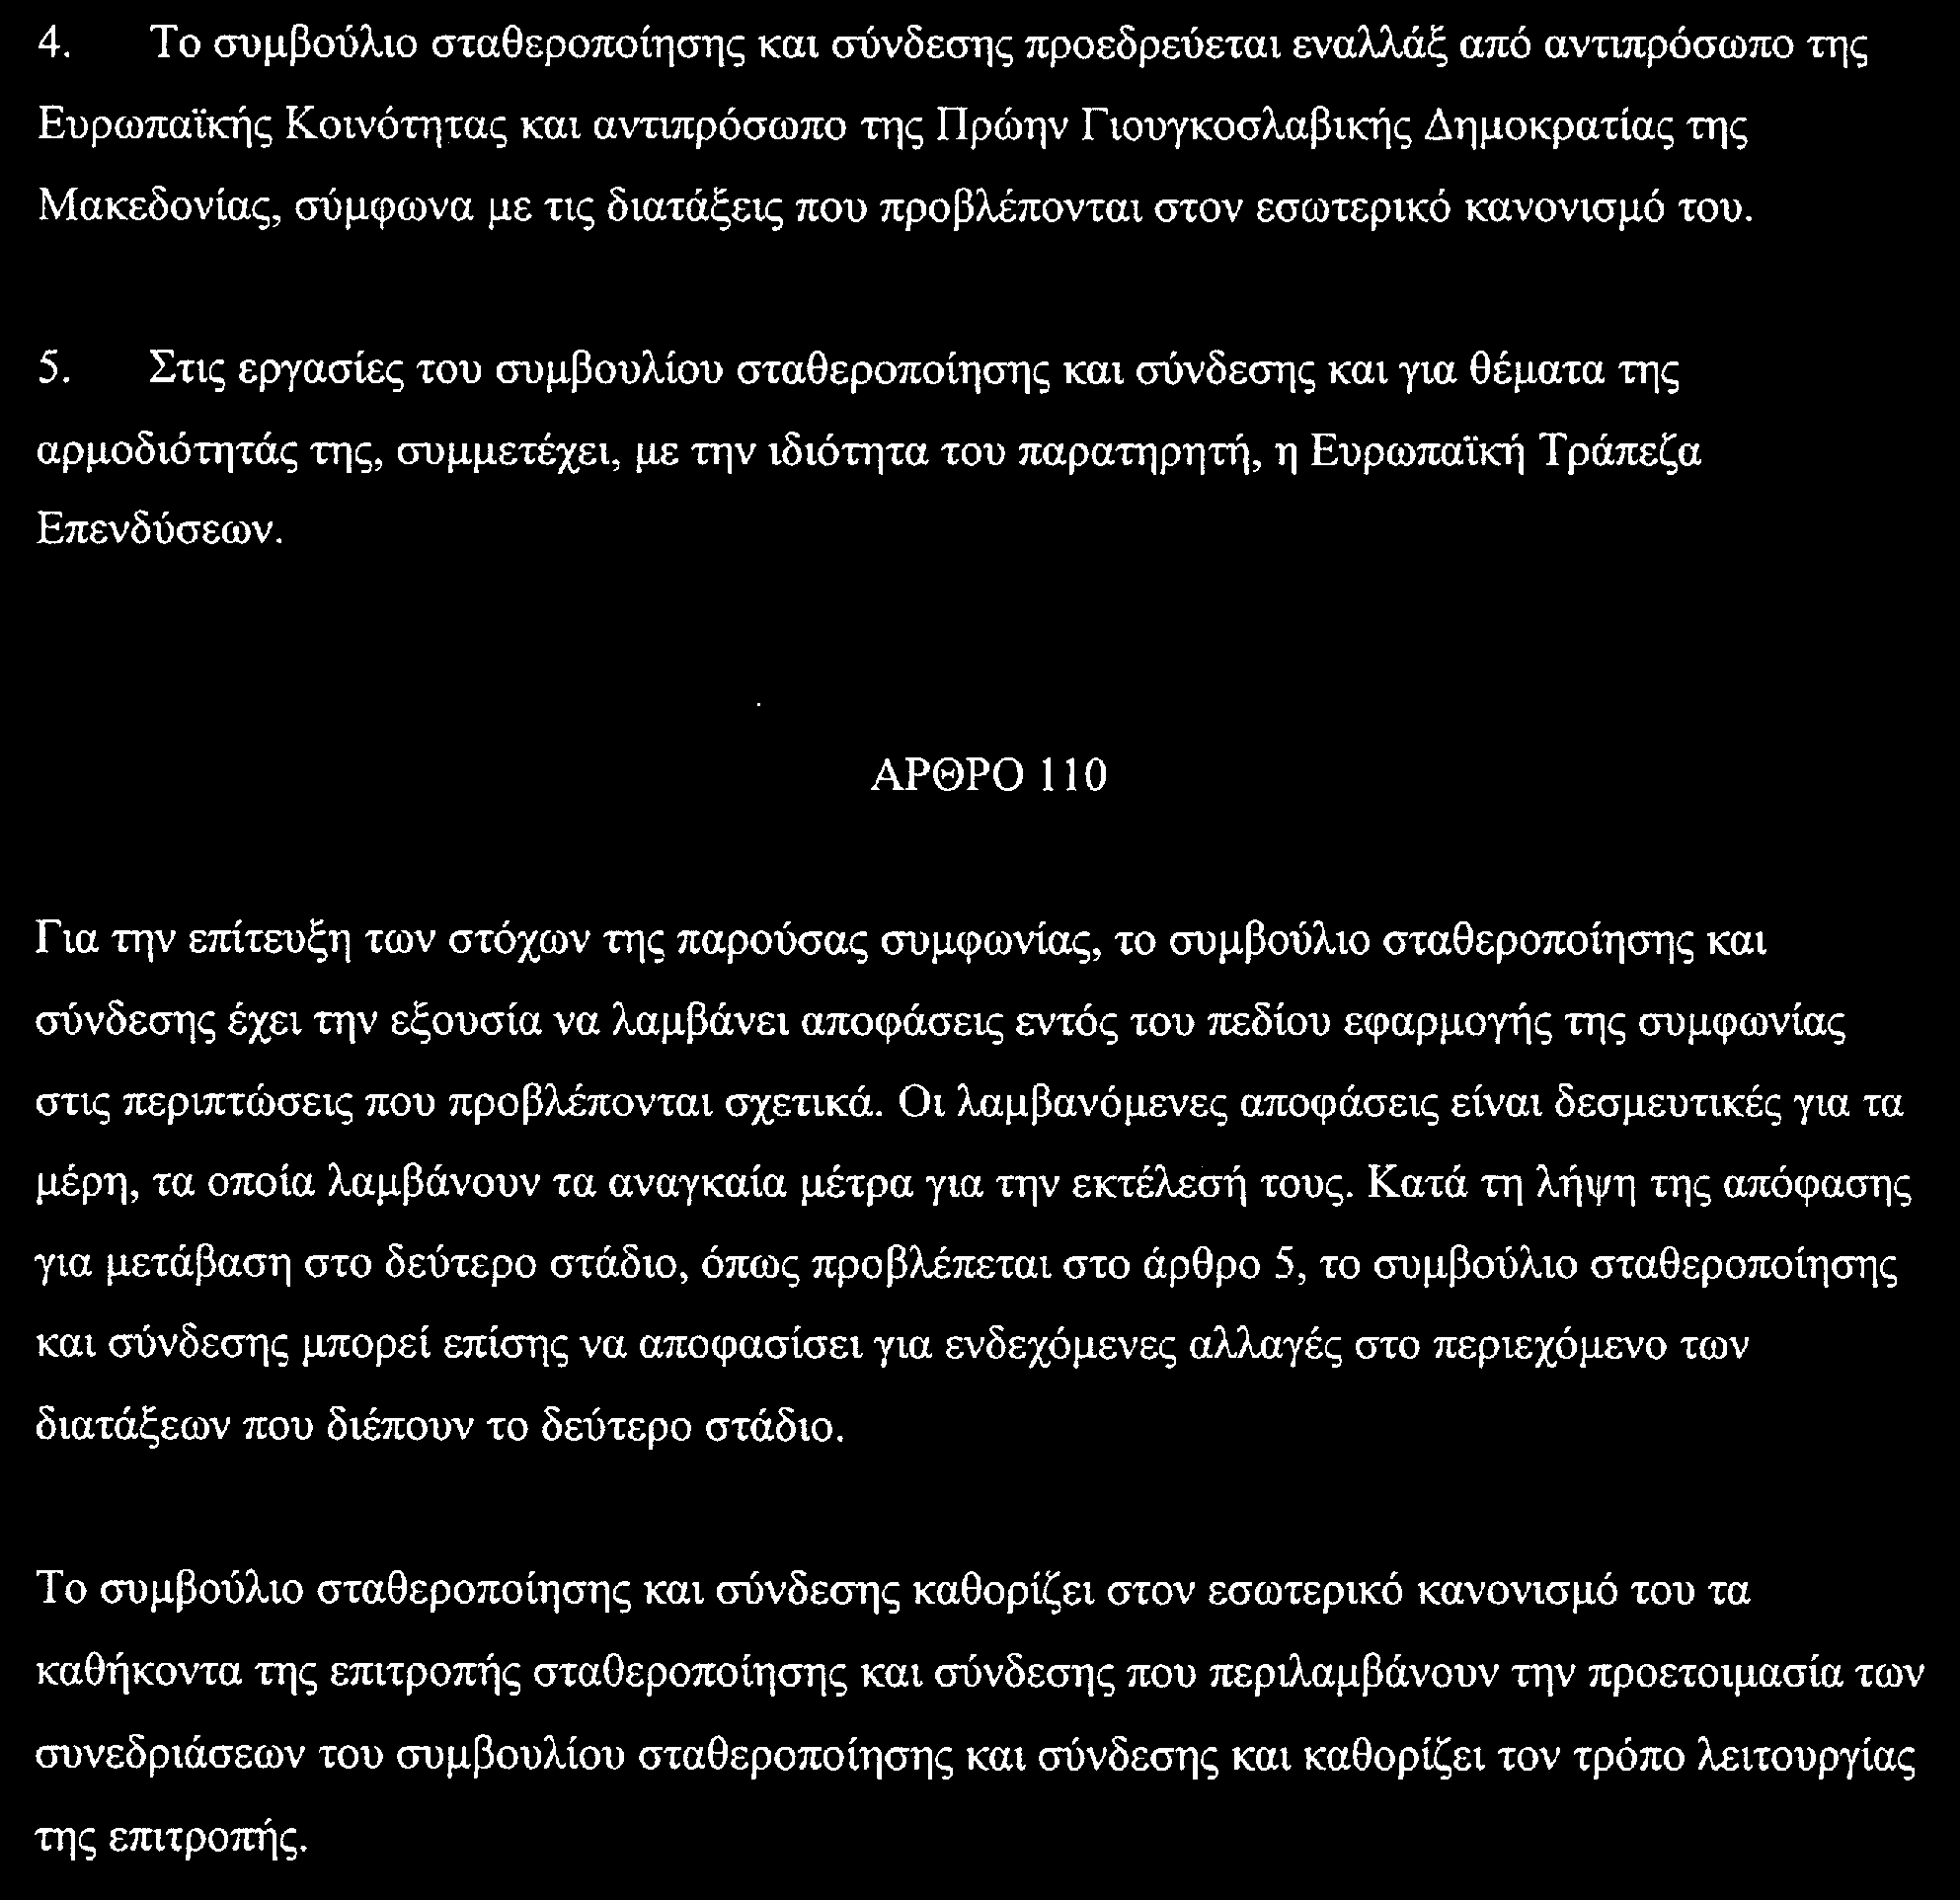 4. Το συμβούλιο σταθεροποίησης και σύνδεσης προεδρεύεται εναλλάξ από αντιπρόσωπο της
Ευρωπαϊκής Κοινότητας και αντιπρόσωπο της Πρώην Γιουγκοσλαβικής Δημοκρατίας της
Μακεδονίας, σύμφωνα με τις διατάξεις που προβλέπονται στον εσωτερικό κανονισμό του.
5. Στις εργασίες του συμβουλίου σταθεροποίησης και σύνδεσης και για θέματα της
αρμοδιότητάς της, συμμετέχει, με την ιδιότητα του παρατηρητή, η Ευρωπαϊκή Τράπεζα
Επενδύσεων.
ΑΡΘΡΟ 110
Για την επίτευξη των στόχων της παρούσας συμφωνίας, το συμβούλιο σταθεροποίησης και
σύνδεσης έχει την εξουσία να λαμβάνει αποφάσεις εντός του πεδίου εφαρμογής της συμφωνίας
στις περιπτώσεις που προβλέπονται σχετικά. Οι λαμβανόμενες αποφάσεις είναι δεσμευτικές για τα
μέρη, τα οποία λαμβάνουν τα αναγκαία μέτρα για την εκτέλεσή τους. Κατά τη λήψη της απόφασης
για μετάβαση στο δεύτερο στάδιο, όπως προβλέπεται στο άρθρο 5, το συμβούλιο σταθεροποίησης
και σύνδεσης μπορεί επίσης να αποφασίσει για ενδεχόμενες αλλαγές στο περιεχόμενο των
διατάξεων που διέπουν το δεύτερο στάδιο.
Το συμβούλιο σταθεροποίησης και σύνδεσης καθορίζει στον εσωτερικό κανονισμό του τα
καθήκοντα της επιτροπής σταθεροποίησης και σύνδεσης που περιλαμβάνουν την προετοιμασία των
συνεδριάσεων του συμβουλίου σταθεροποίησης και σύνδεσης και καθορίζει τον τρόπο λειτουργίας
της επιτροπής.